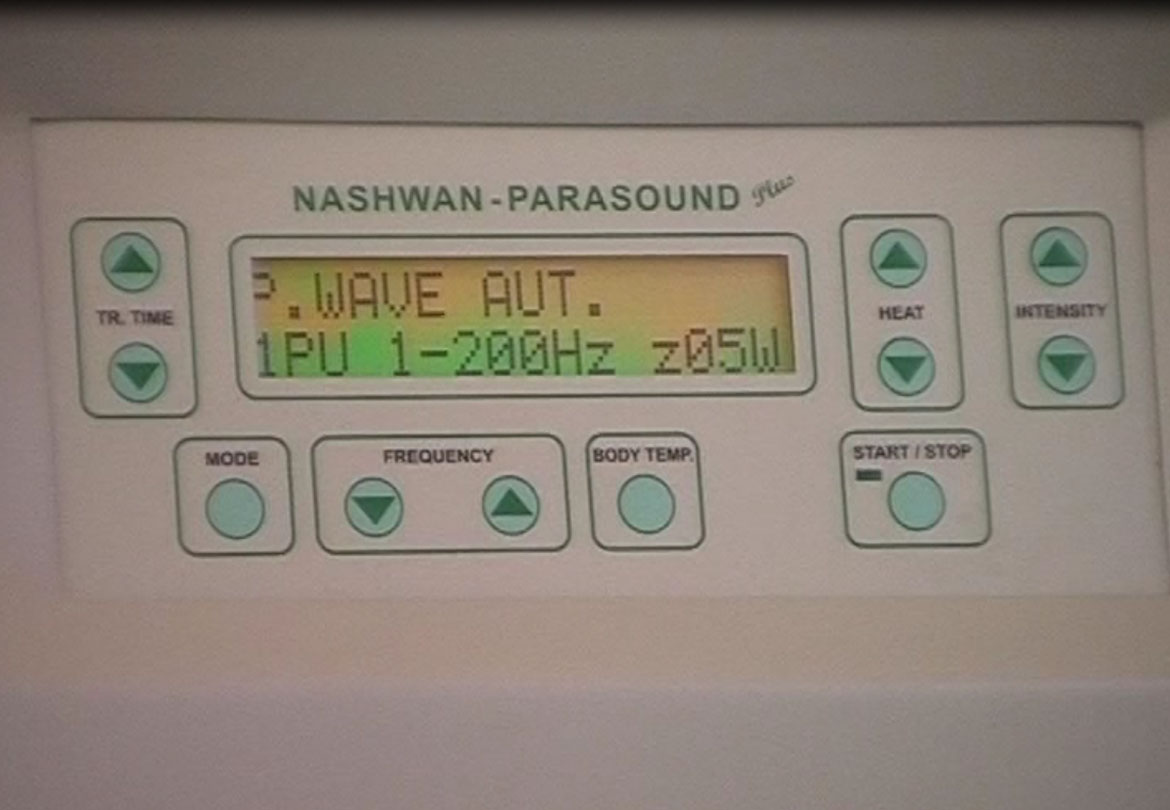 NASHWAN - PARASOUND Plus
P.WAVE AUT.
1PU 1-200Hz z05W
TR. TIME
HEAT
INTENSITY
MODE
FREQUENCY
BODY TEMP.
START / STOP